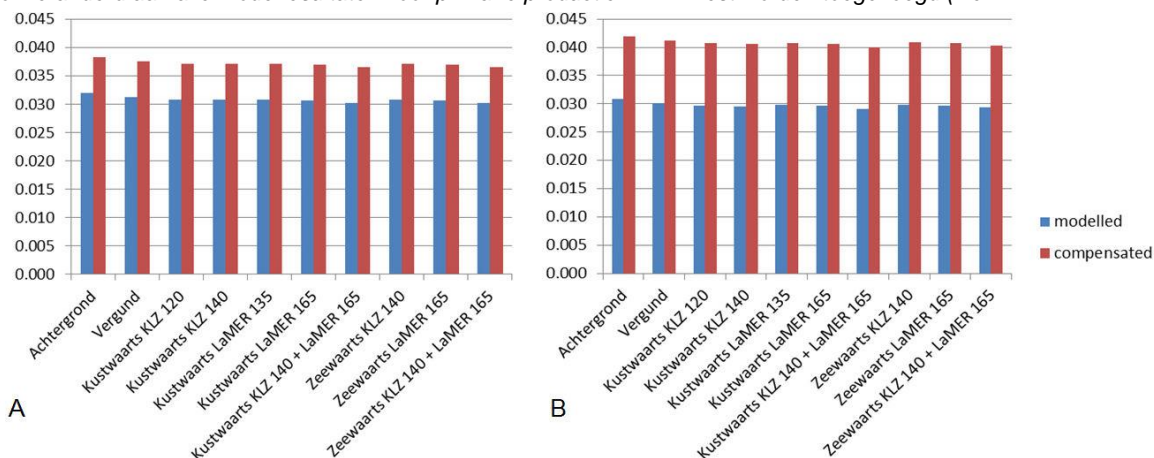 0.045
0.040
0.035
0.030
0.025
0.020
0.015
0.010
0.005
0.000
Achtergrond
Vergund
Kustwaarts KLZ 120
Kustwaarts KLZ 140
Kustwaarts LaMER 135
Kustwaarts LaMER 165
Kustwaarts KLZ 140 + LaMER 165
Zeewaarts KLZ 140
Zeewaarts LaMER 165
Zeewaarts KLZ 140 + LaMER 165
A
0.045
0.040
0.035
0.030
0.025
0.020
0.015
0.010
0.005
0.000
Achtergrond
Vergund
Kustwaarts KLZ 120
Kustwaarts KLZ 140
Kustwaarts LaMER 135
Kustwaarts LaMER 165
Kustwaarts KLZ 140 + LaMER 165
Zeewaarts KLZ 140
Zeewaarts LaMER 165
Zeewaarts KLZ 140 + LaMER 165
B
modelled
compensated